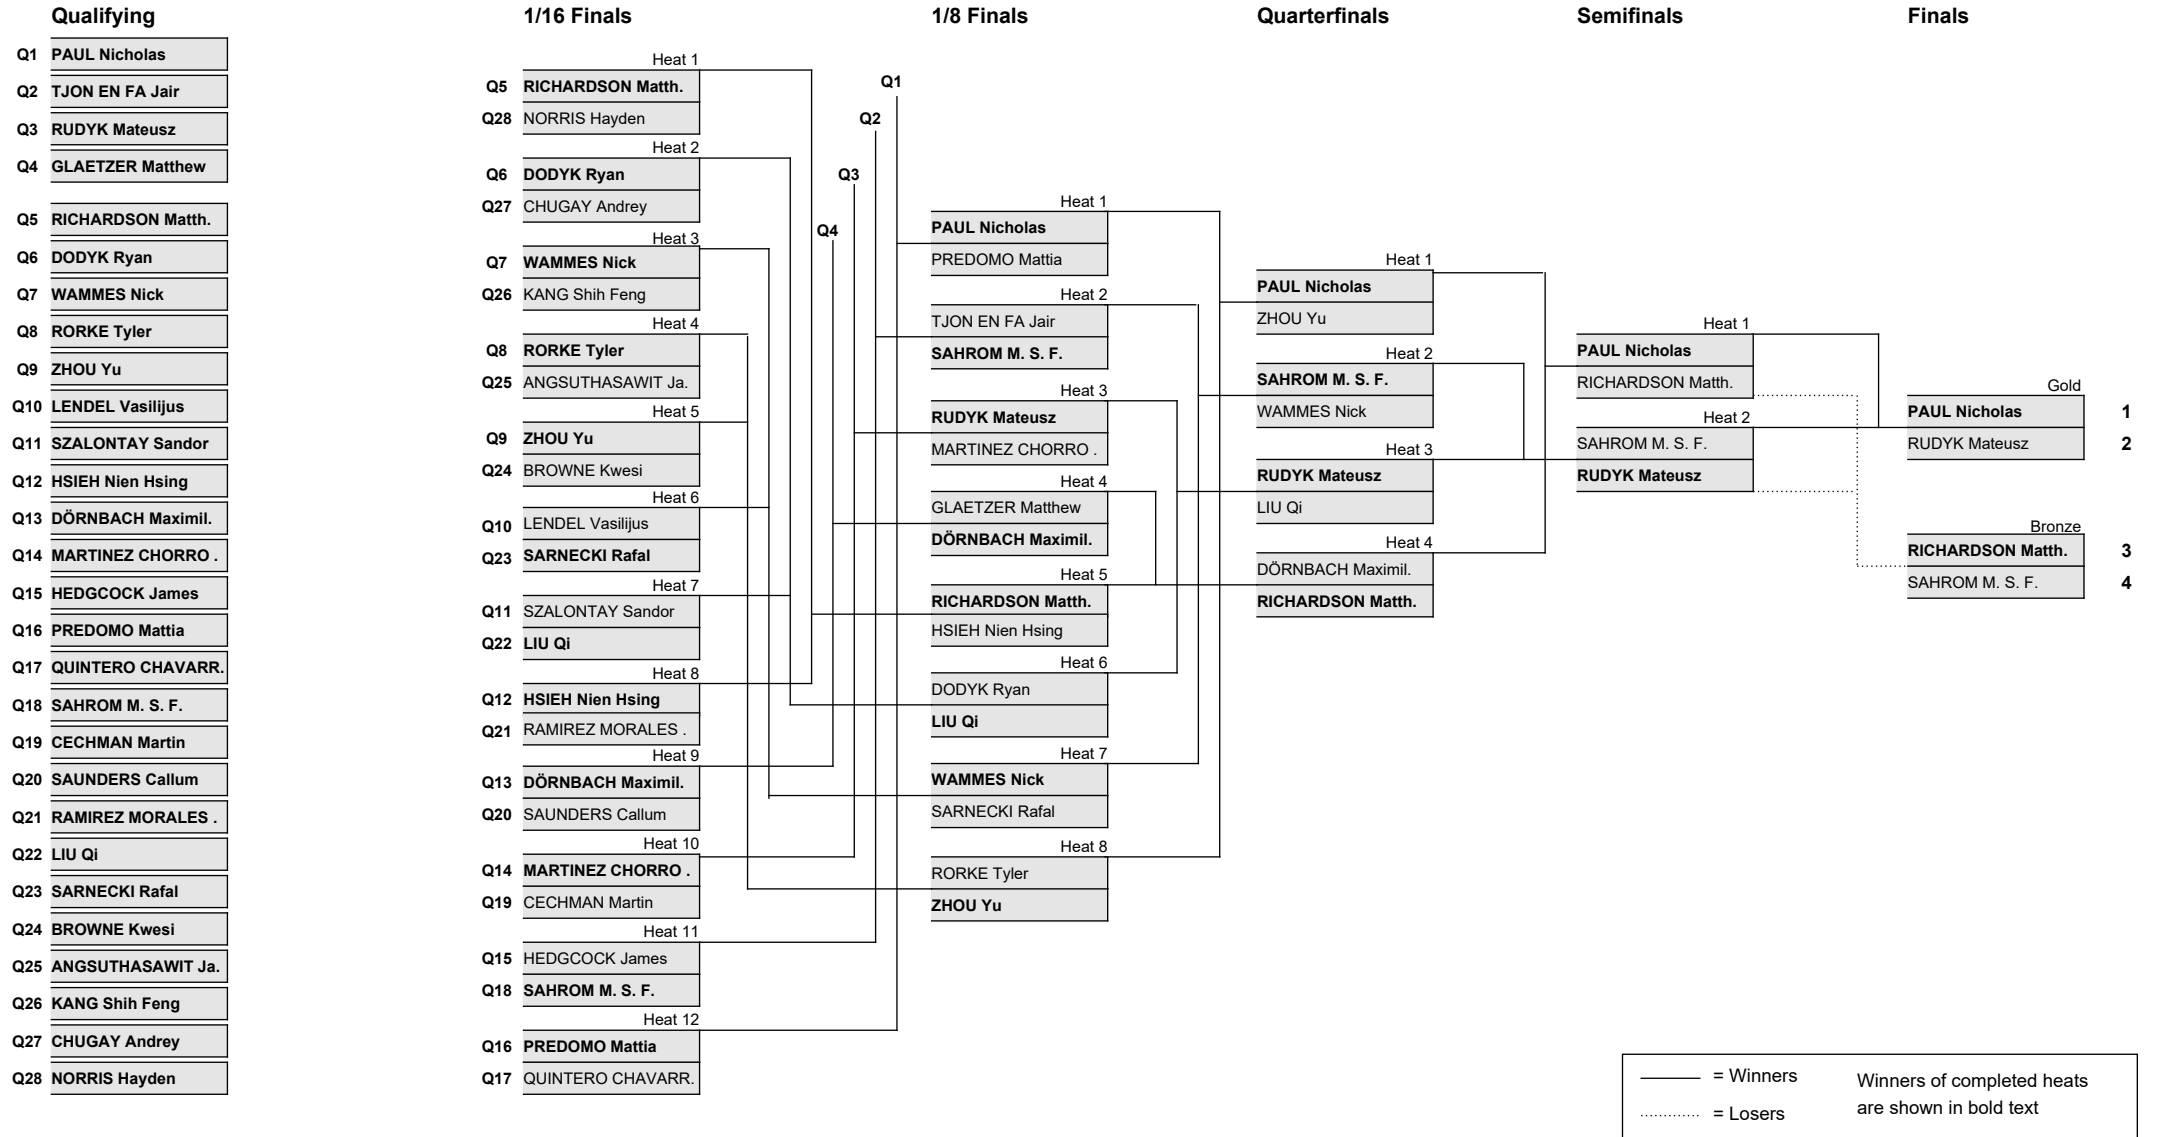 Qualifying
Q1 PAUL Nicholas
Q2 TJON EN FA Jair
Q3 RUDYK Mateusz
Q4 GLAETZER Matthew
Q5 RICHARDSON Matth.
Q6 DODYK Ryan
Q7 WAMMES Nick
Q8 RORKE Tyler
Q9 ZHOU Yu
Q10 LENDEL Vasilijus
Q11 SZALONTAY Sandor
Q12 HSIEH Nien Hsing
Q13 DÖRNBACH Maximil.
Q14 MARTINEZ CHORRO .
Q15 HEDGCOCK James
Q16 PREDOMO Mattia
Q17 QUINTERO CHAVARR.
Q18 SAHROM M. S. F.
Q19 CECHMAN Martin
Q20 SAUNDERS Callum
Q21 RAMIREZ MORALES .
Q22 LIU Qi
Q23 SARNECKI Rafal
Q24 BROWNE Kwesi
Q25 ANGSUTHASAWIT Ja.
Q26 KANG Shih Feng
Q27 CHUGAY Andrey
Q28 NORRIS Hayden
1/16 Finals
Heat 1
Q5 RICHARDSON Matth.
Q28 NORRIS Hayden
Heat 2
Q6 DODYK Ryan
Q27 CHUGAY Andrey
Heat 3
Q7 WAMMES Nick
Q26 KANG Shih Feng
Heat 4
Q8 RORKE Tyler
Q25 ANGSUTHASAWIT Ja.
Heat 5
Q9 ZHOU Yu
Q24 BROWNE Kwesi
Heat 6
Q10 LENDEL Vasilijus
Q23 SARNECKI Rafal
Heat 7
Q11 SZALONTAY Sandor
Q22 LIU Qi
Heat 8
Q12 HSIEH Nien Hsing
Q21 RAMIREZ MORALES .
Heat 9
Q13 DÖRNBACH Maximil.
Q20 SAUNDERS Callum
Heat 10
Q14 MARTINEZ CHORRO .
Q19 CECHMAN Martin
Heat 11
Q15 HEDGCOCK James
Q18 SAHROM M. S. F.
Heat 12
Q16 PREDOMO Mattia
Q17 QUINTERO CHAVARR.
1/8 Finals
Q1
Q2
Q3
Q4
Heat 1
PAUL Nicholas
PREDOMO Mattia
Heat 2
TJON EN FA Jair
SAHROM M. S. F.
Heat 3
RUDYK Mateusz
MARTINEZ CHORRO .
Heat 4
GLAETZER Matthew
DÖRNBACH Maximil.
Heat 5
RICHARDSON Matth.
HSIEH Nien Hsing
Heat 6
DODYK Ryan
LIU Qi
Heat 7
WAMMES Nick
SARNECKI Rafal
Heat 8
RORKE Tyler
ZHOU Yu
Quarterfinals
Heat 1
PAUL Nicholas
ZHOU Yu
Heat 2
SAHROM M. S. F.
WAMMES Nick
Heat 3
RUDYK Mateusz
LIU Qi
Heat 4
DÖRNBACH Maximil.
RICHARDSON Matth.
Semifinals
Heat 1
PAUL Nicholas
RICHARDSON Matth.
Heat 2
SAHROM M. S. F.
RUDYK Mateusz
Finals
Gold
PAUL Nicholas 1
RUDYK Mateusz 2
Bronze
RICHARDSON Matth. 3
SAHROM M. S. F. 4
= Winners
= Losers
Winners of completed heats
are shown in bold text